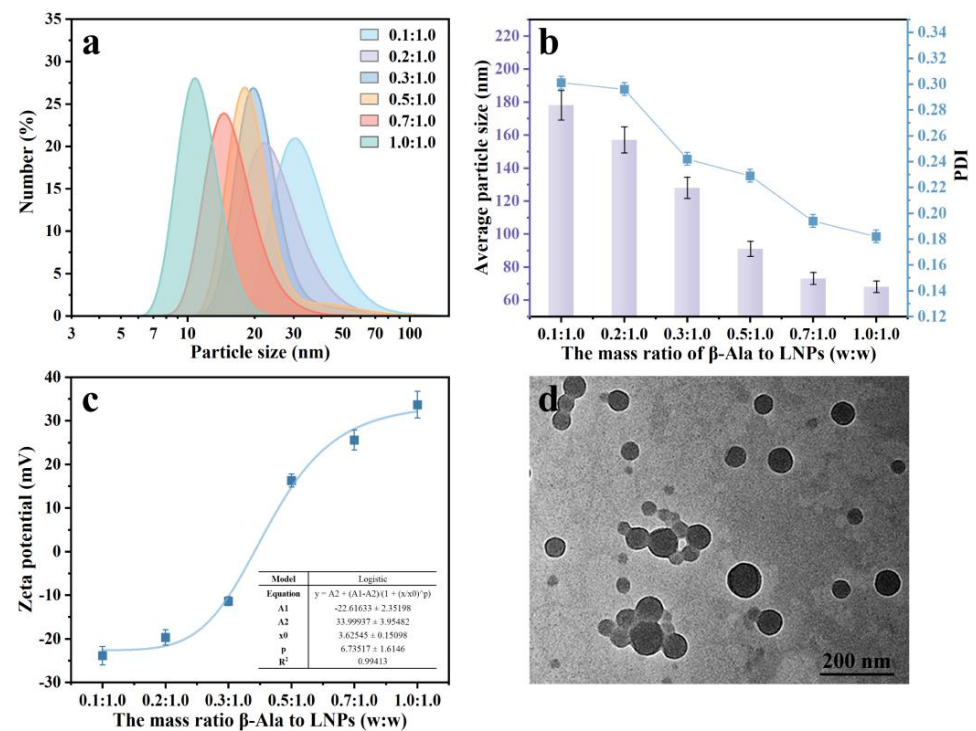 a
35
30
25
20
15
10
5
0
Number (%)
0.1:1.0
0.2:1.0
0.3:1.0
0.5:1.0
0.7:1.0
1.0:1.0
3 5 7 10 20 30 50 70 100
Particle size (nm)
b
220
200
180
160
140
120
100
80
60
Average particle size (nm)
0.34
0.32
0.30
0.28
0.26
0.24
0.22
0.20
0.18
0.16
0.14
0.12
PDI
0.1:1.0 0.2:1.0 0.3:1.0 0.5:1.0 0.7:1.0 1.0:1.0
The mass ratio of β-Ala to LNPs (w:w)
c
40
30
20
10
0
-10
-20
-30
Zeta potential (mV)
Model Logistic
Equation y = A2 + (A1-A2)/(1 + (x/x0)^p)
A1 -22.61633 ± 2.35198
A2 33.99937 ± 3.95482
x0 3.62545 ± 0.15098
p 6.73517 ± 1.6146
R² 0.99413
0.1:1.0 0.2:1.0 0.3:1.0 0.5:1.0 0.7:1.0 1.0:1.0
The mass ratio β-Ala to LNPs (w:w)
d
200 nm